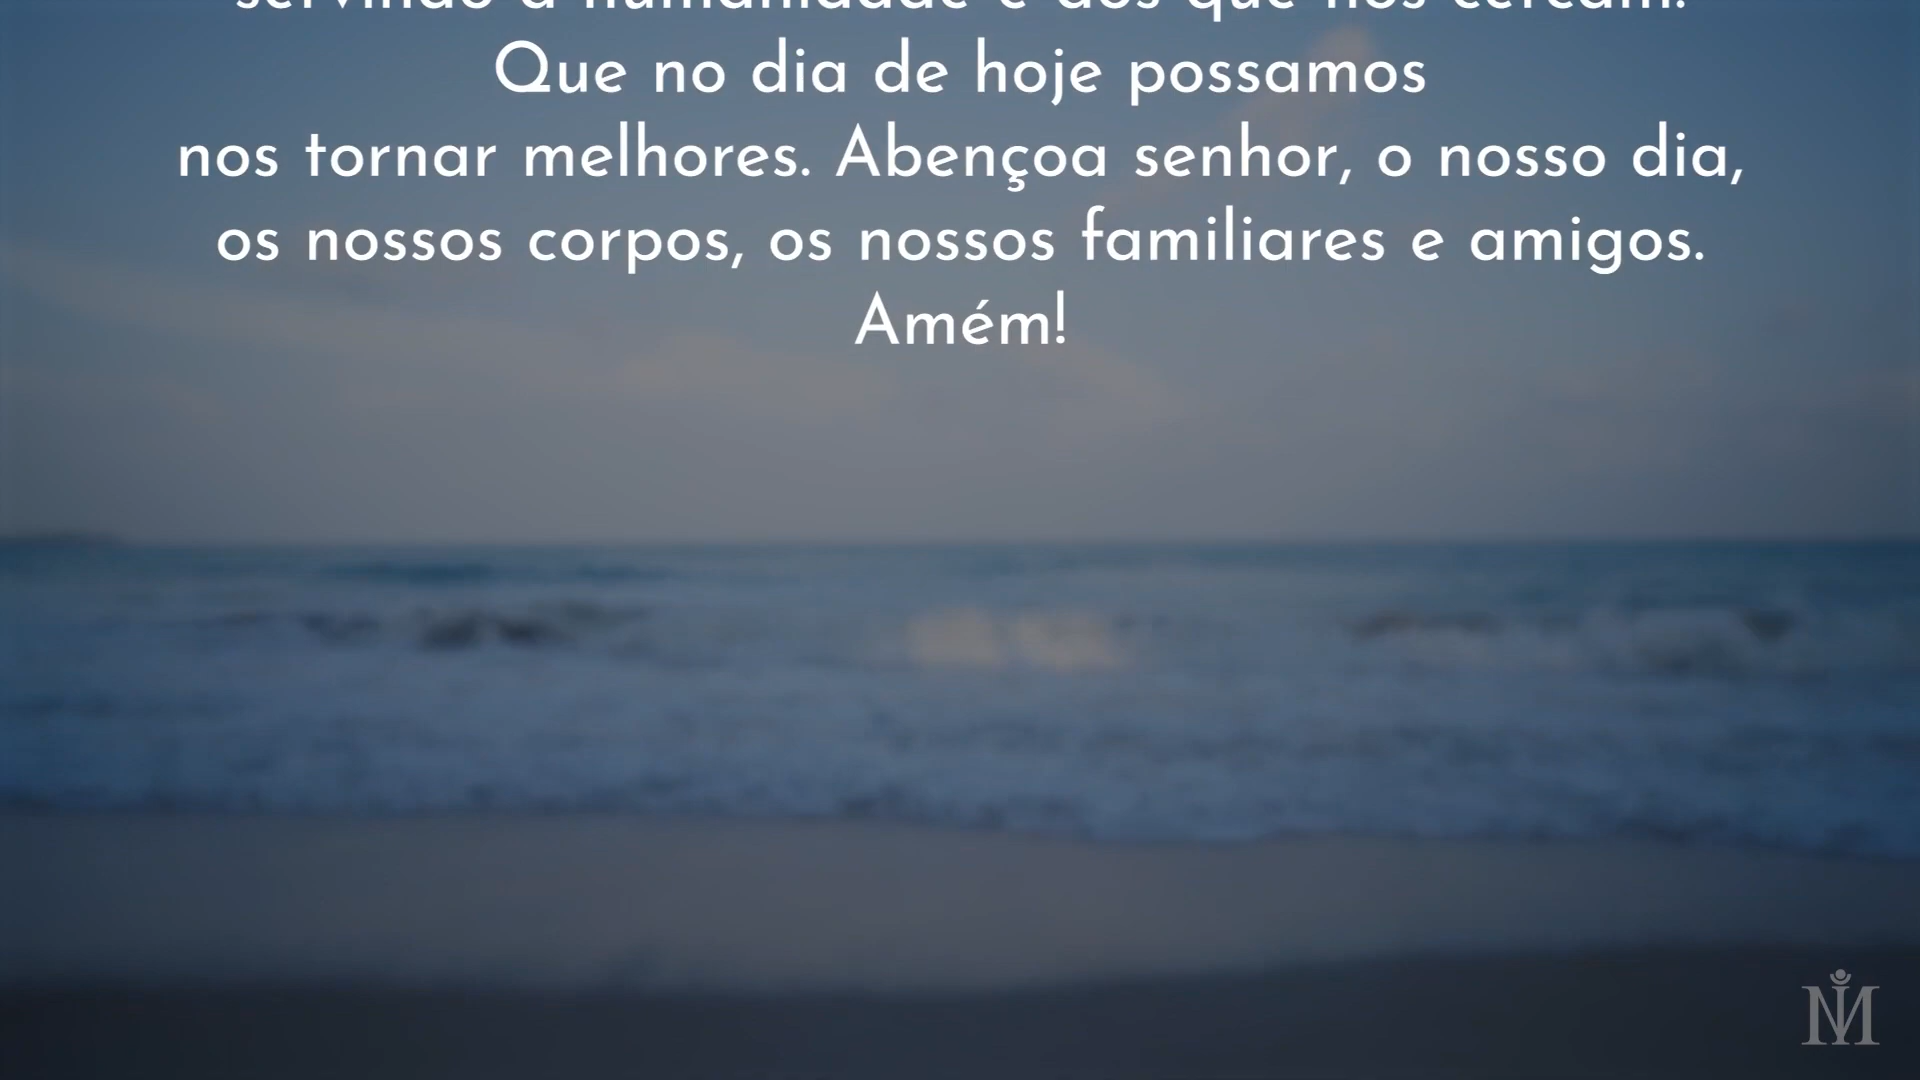 servindo a humanidade e aos que nos cercam.
Que no dia de hoje possamos
nos tornar melhores. Abençoa senhor, o nosso dia,
os nossos corpos, os nossos familiares e amigos.
Amém!